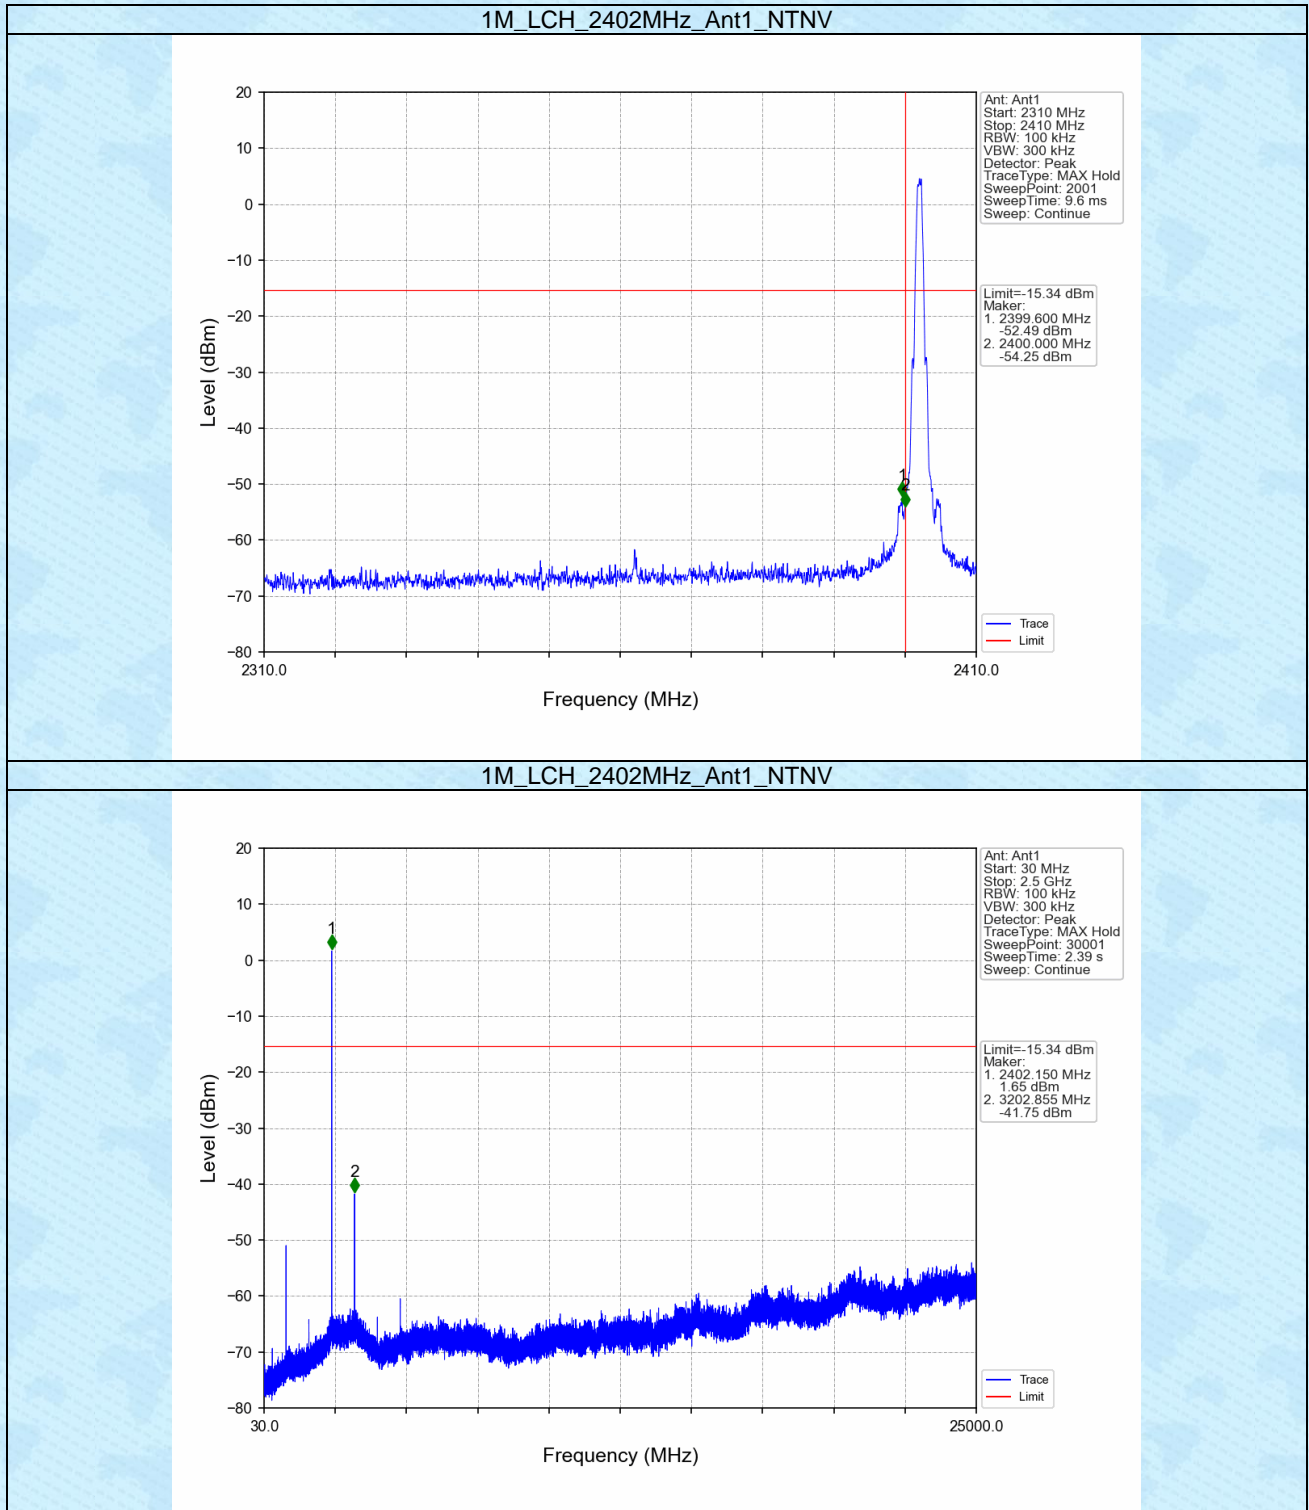 1M_LCH_2402MHz_Ant1_NTNV
20
10
0
−10
−20
−30
−40
−50
−60
−70
−80
Level (dBm)
2310.0
2410.0
Frequency (MHz)
1
2
Ant: Ant1
Start: 2310 MHz
Stop: 2410 MHz
RBW: 100 kHz
VBW: 300 kHz
Detector: Peak
TraceType: MAX Hold
SweepPoint: 2001
SweepTime: 9.6 ms
Sweep: Continue
Limit=-15.34 dBm
Maker:
1. 2399.600 MHz
-52.49 dBm
2. 2400.000 MHz
-54.25 dBm
Trace
Limit
1M_LCH_2402MHz_Ant1_NTNV
20
10
0
−10
−20
−30
−40
−50
−60
−70
−80
Level (dBm)
30.0
25000.0
Frequency (MHz)
1
2
Ant: Ant1
Start: 30 MHz
Stop: 2.5 GHz
RBW: 100 kHz
VBW: 300 kHz
Detector: Peak
TraceType: MAX Hold
SweepPoint: 30001
SweepTime: 2.39 s
Sweep: Continue
Limit=-15.34 dBm
Maker:
1. 2402.150 MHz
1.65 dBm
2. 3202.855 MHz
-41.75 dBm
Trace
Limit